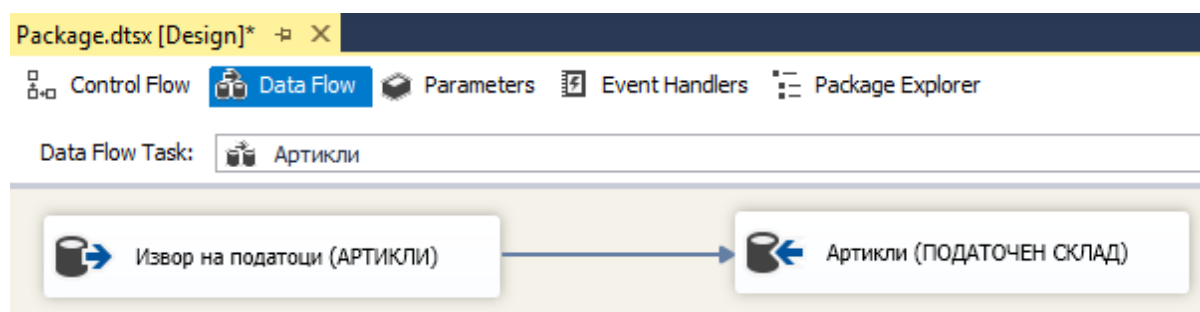 Package.dtsx [Design]*
Control Flow Data Flow Parameters Event Handlers Package Explorer
Data Flow Task: Артикли
Извор на податоци (АРТИКЛИ) Артикли (ПОДАТОЧЕН СКЛАД)